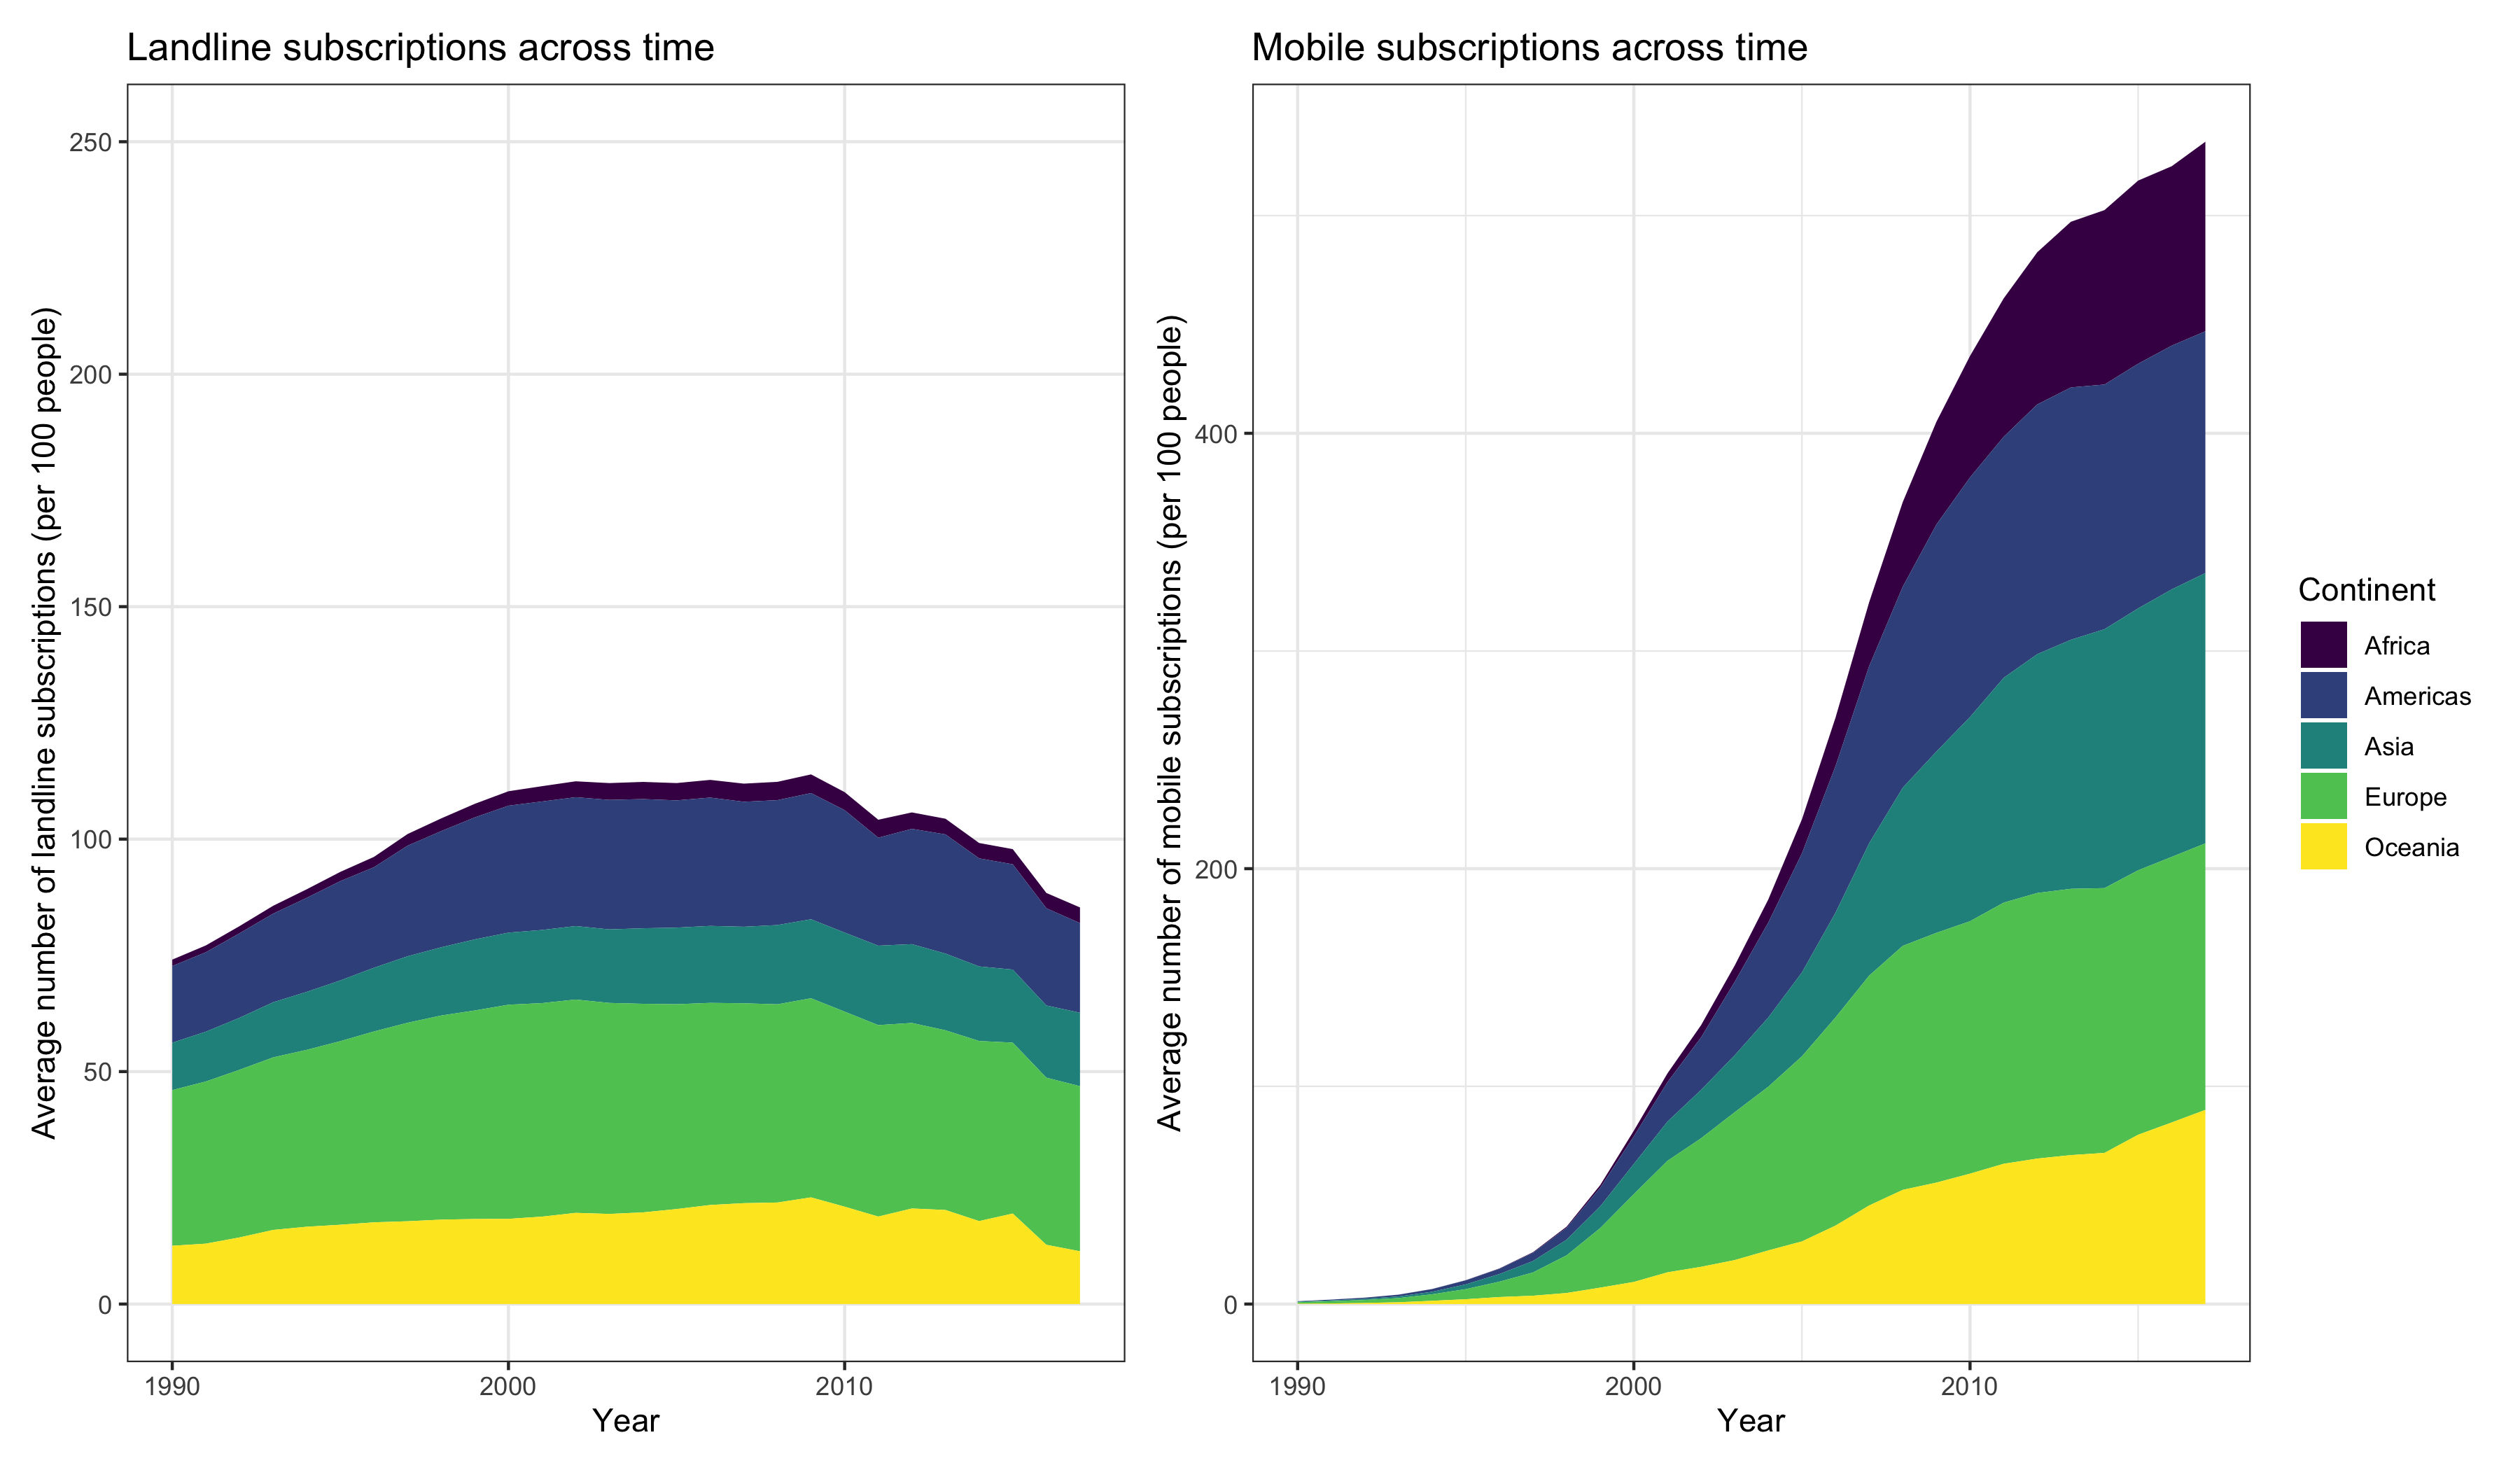 Landline subscriptions across time
Average number of landline subscriptions (per 100 people)
250
200
150
100
50
0
1990 2000 2010
Year
Mobile subscriptions across time
Average number of mobile subscriptions (per 100 people)
400
200
0
1990 2000 2010
Year
Continent
Africa
Americas
Asia
Europe
Oceania